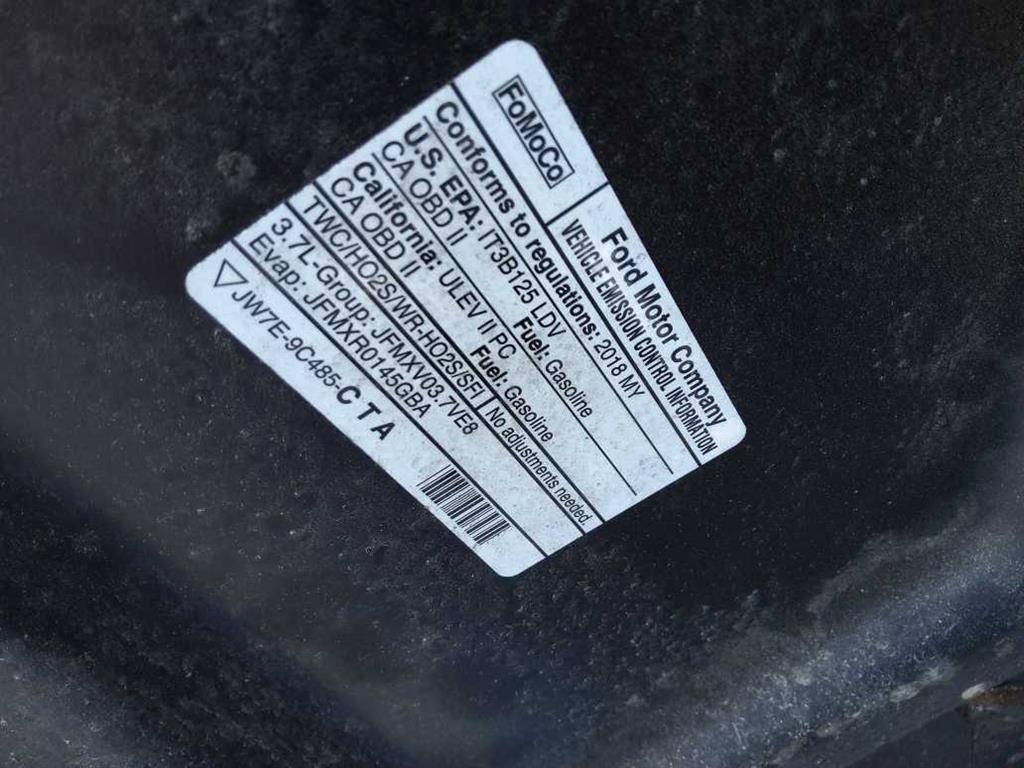 FoMoCo
Ford Motor Company
VEHICLE EMISSION CONTROL INFORMATION
Conforms to regulations: 2018 MY
U.S. EPA: IT3B125 LDV Fuel: Gasoline
CA OBD II
California: ULEV II PC Fuel: Gasoline
CA OBD II
TWC/HO2S/WR-HO2S/SFI No adjustments needed.
3.7L-Group: JFMXV03.7VE8
Evap: JFMXR0145GBA
JW7E-9C485-C T A